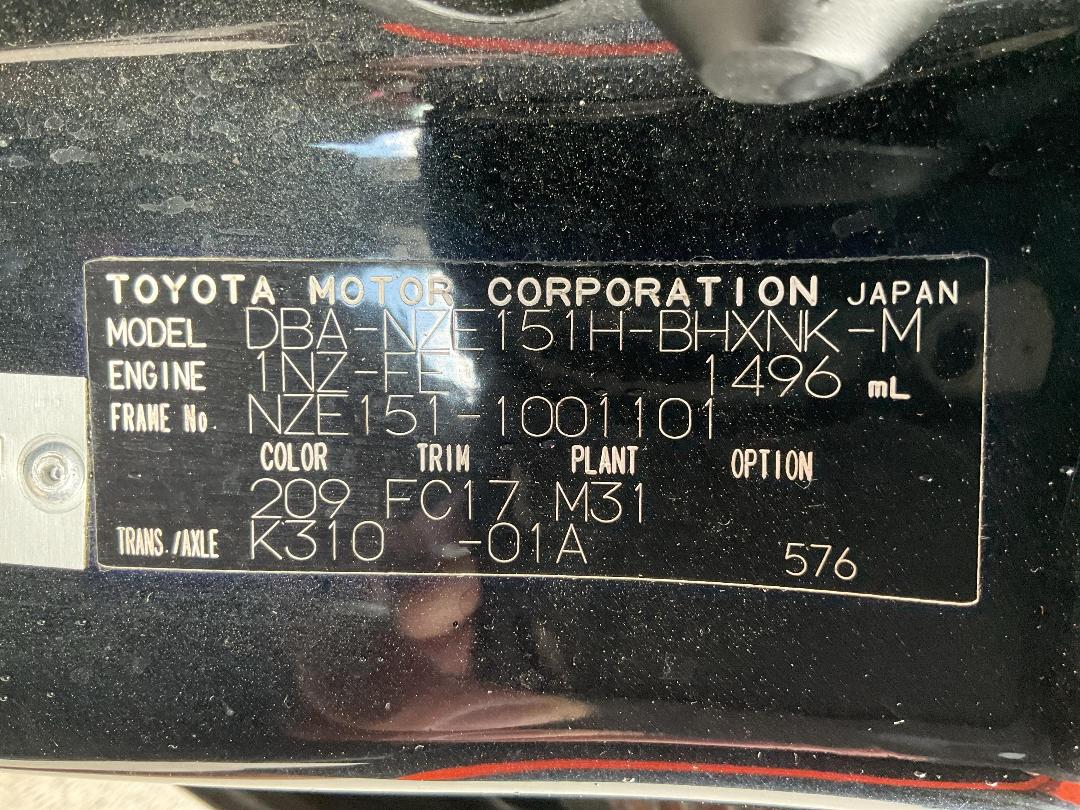 TOYOTA MOTOR CORPORATION JAPAN
MODEL DBA-NZE151H-BHXNK-M
ENGINE 1NZ-FE 1496 mL
FRAME No. NZE151-1001101
COLOR TRIM PLANT OPTION
209 FC17 M31
TRANS./AXLE K310 -01A 576